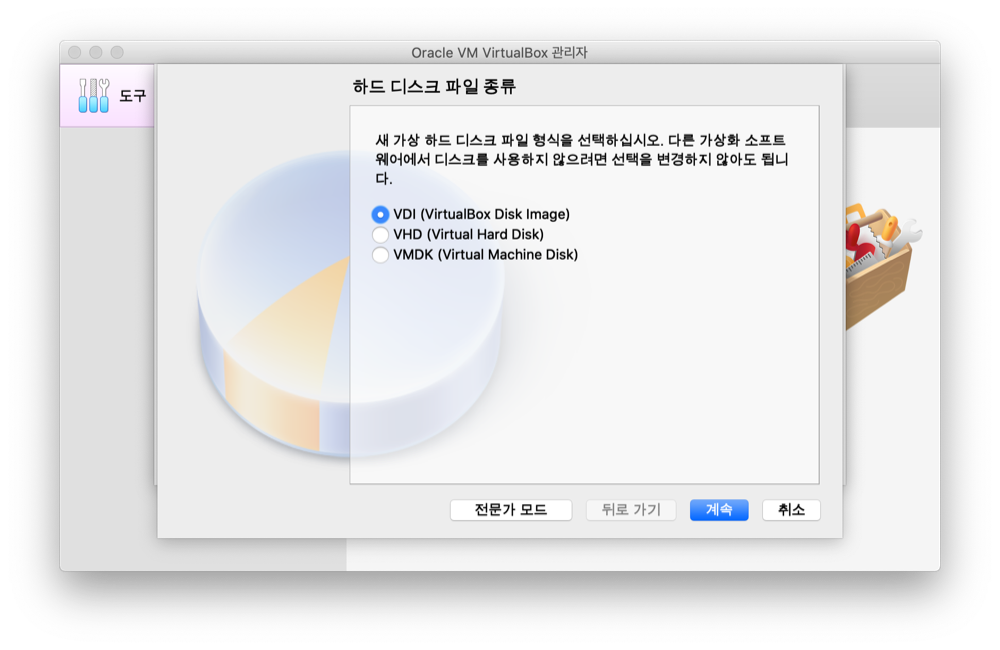 Oracle VM VirtualBox 관리자
도구
하드 디스크 파일 종류
새 가상 하드 디스크 파일 형식을 선택하십시오. 다른 가상화 소프트
웨어에서 디스크를 사용하지 않으려면 선택을 변경하지 않아도 됩니
다.
VDI (VirtualBox Disk Image)
VHD (Virtual Hard Disk)
VMDK (Virtual Machine Disk)
전문가 모드 뒤로 가기 계속 취소